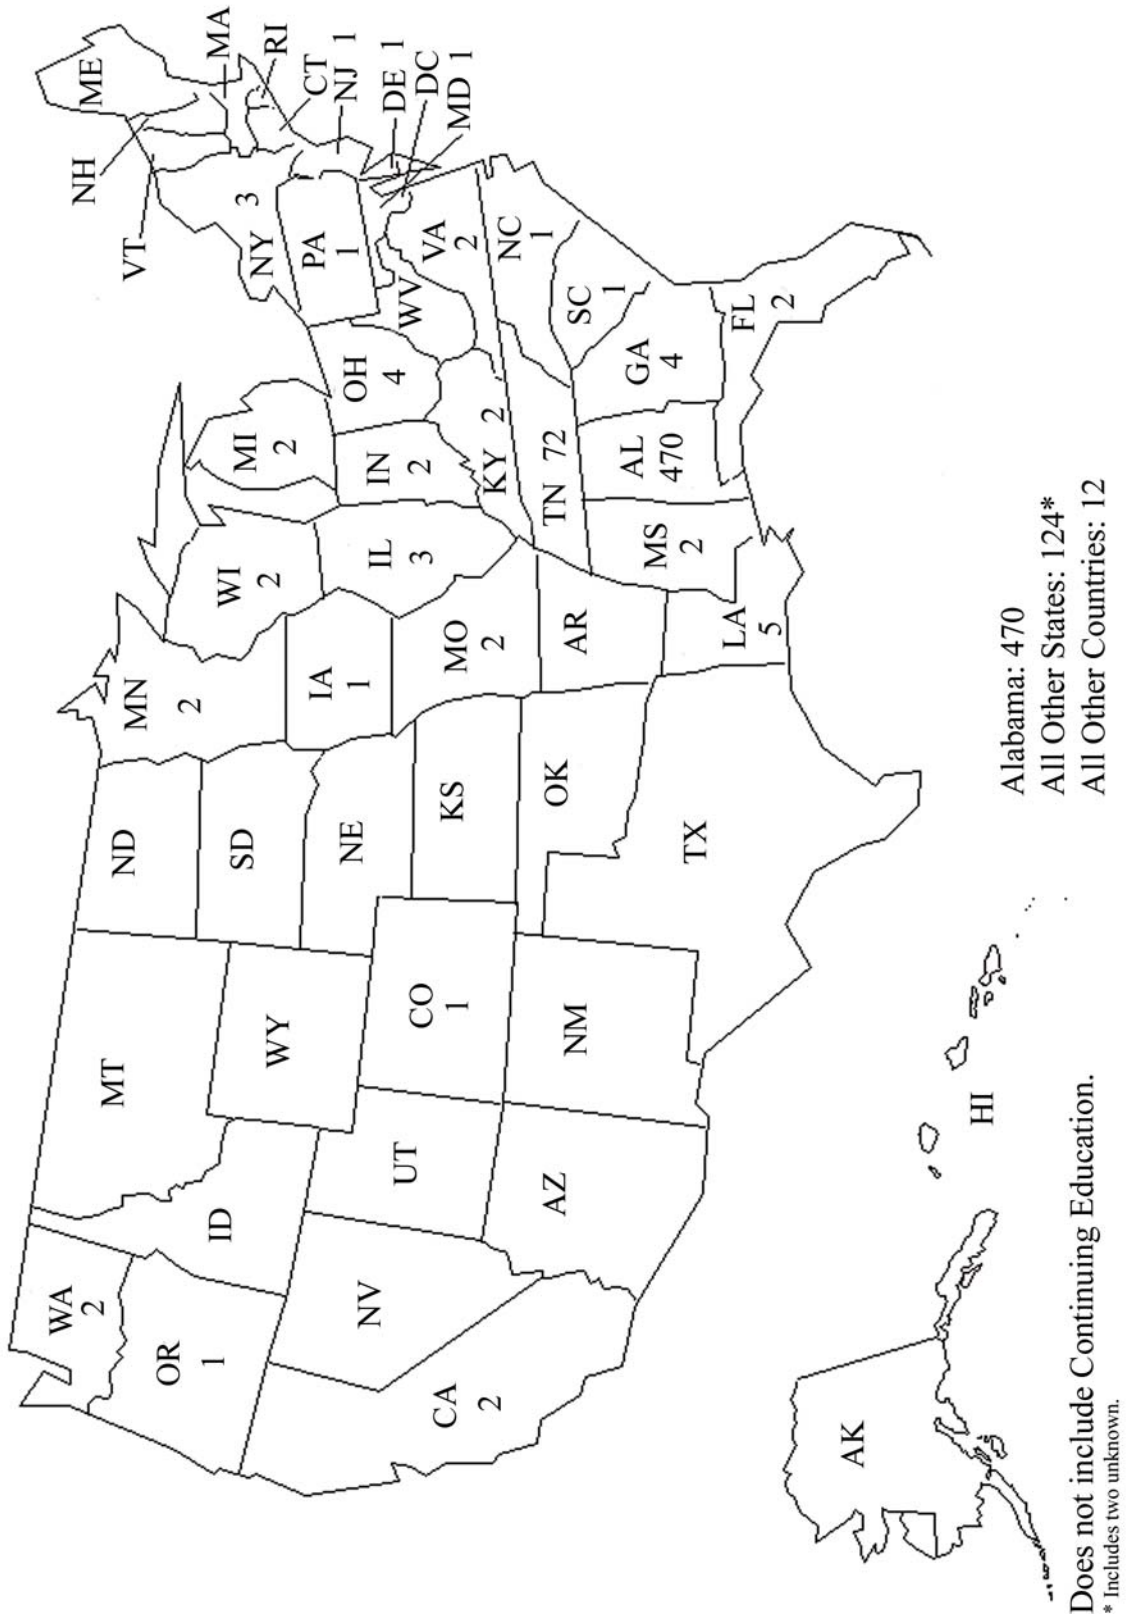 WA
2
OR
1
CA
2
NV
ID
MT
WY
UT
AZ
CO
1
NM
ND
SD
NE
KS
OK
TX
MN
2
IA
1
MO
2
AR
LA
5
WI
2
IL
3
MI
2
IN
2
OH
4
KY 2
TN 72
MS
2
AL
470
GA
4
FL
2
SC
1
NC
1
VA
2
WV
PA
1
NY 3
VT
NH
ME
MA
RI
CT
NJ 1
DE 1
DC
MD 1
AK
HI
Alabama: 470
All Other States: 124*
All Other Countries: 12
Does not include Continuing Education.
* Includes two unknown.